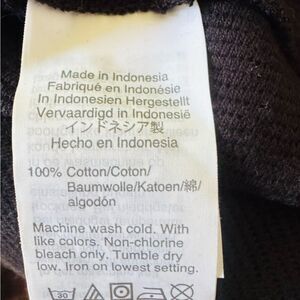 Made in Indonesia
Fabriqué en Indonésie
In Indonesien Hergestellt
Vervaardigd in Indonesië
インドネシア製
Hecho en Indonesia
100% Cotton/Coton/
Baumwolle/Katoen/綿/
algodón
Machine wash cold. With
like colors. Non-chlorine
bleach only. Tumble dry
low. Iron on lowest setting.
30